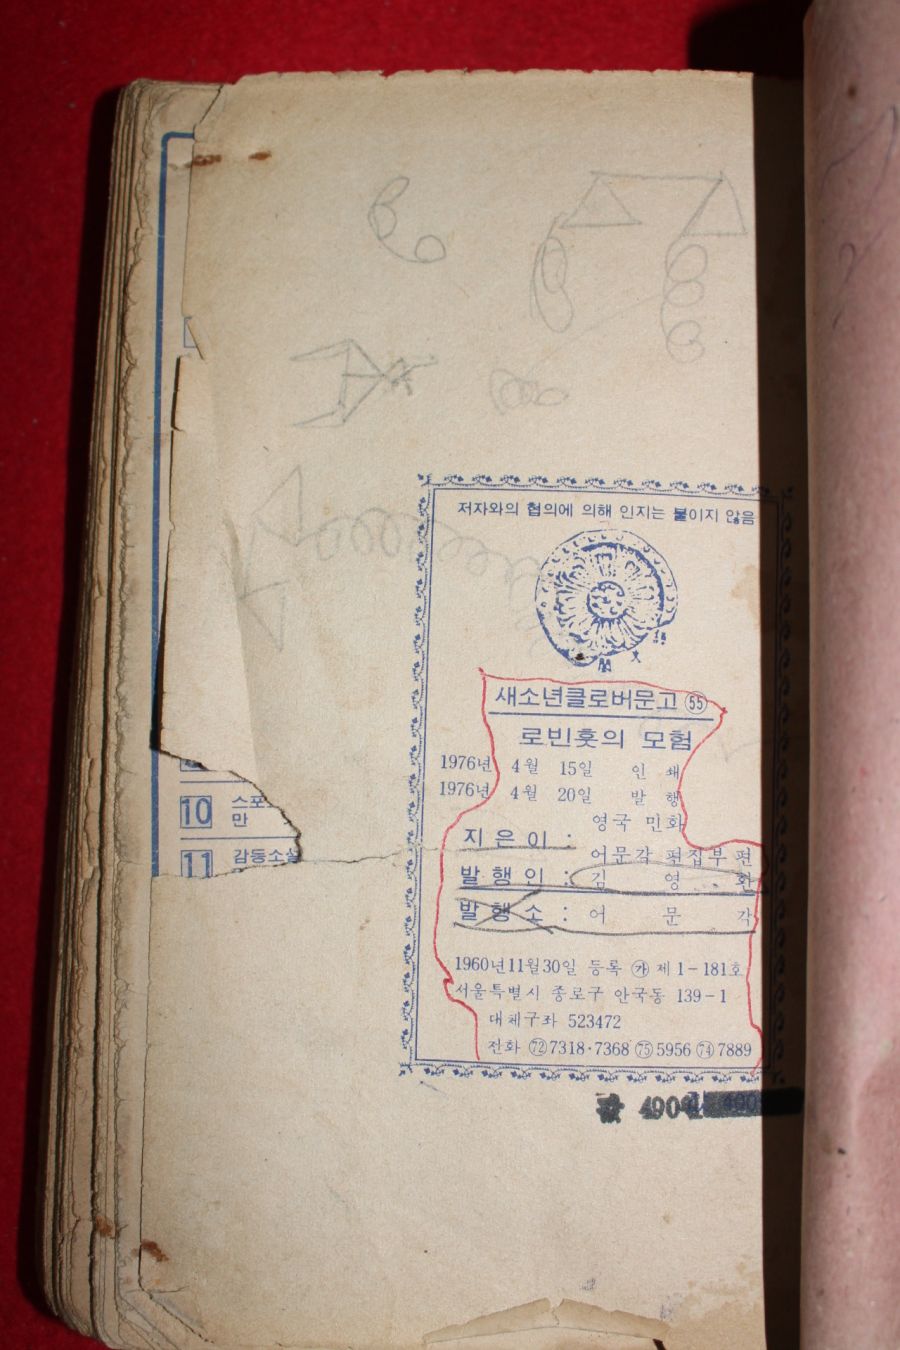 저자와의 협의에 의해 인지는 붙이지 않음
새소년클로버문고 55
로빈훗의 모험
1976년 4월 15일 인 쇄
1976년 4월 20일 발 행
영국 민화
지은이 : 어문각 편집부 편
발행인 : 김 영 환
발행소 : 어 문 각
1960년11월30일 등록 ㉮ 제 1-181호
서울특별시 종로구 안국동 139-1
대체구좌 523472
전화 72 7318·7368 75 5956 74 7889
490
10 스포
만
11 감동소설